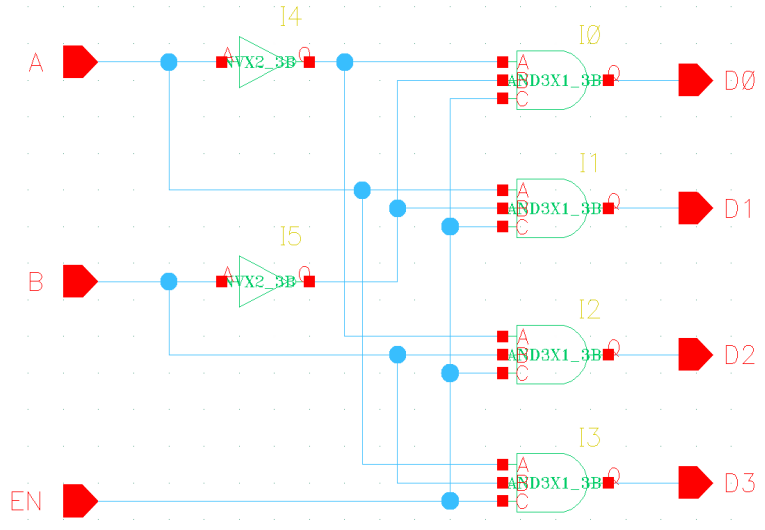 I4
I0
A
A
NVX2_3B
Q
A
B
C
AND3X1_3B
Q
D0
I1
A
B
C
AND3X1_3B
Q
D1
I5
B
A
NVX2_3B
Q
I2
A
B
C
AND3X1_3B
Q
D2
I3
A
B
C
AND3X1_3B
Q
D3
EN